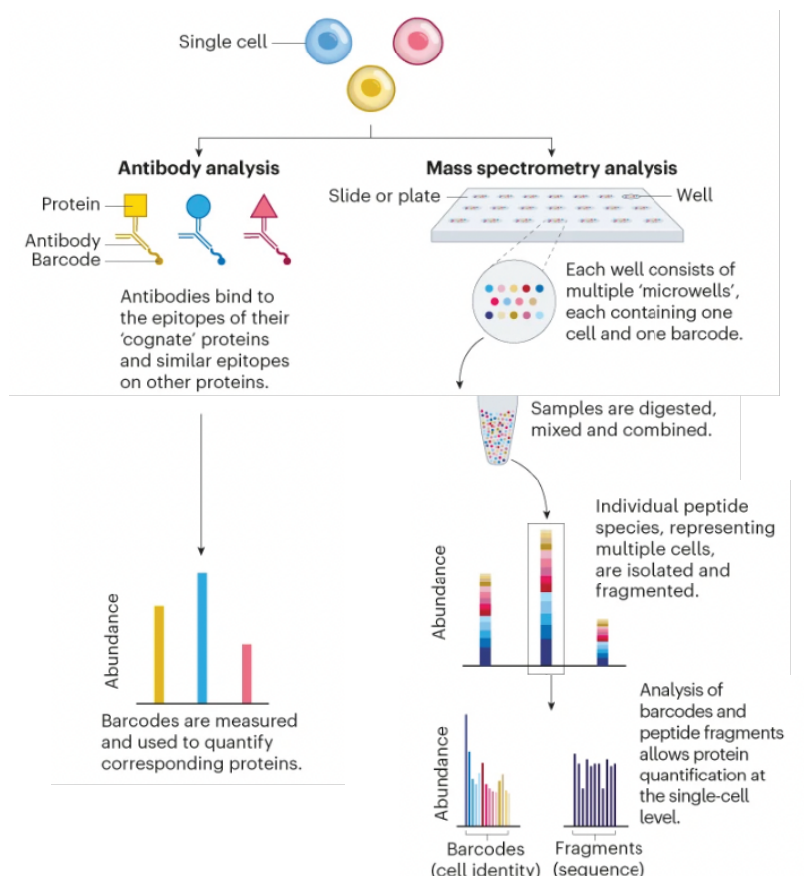 Single cell
Antibody analysis
Protein
Antibody
Barcode
Antibodies bind to
the epitopes of their
‘cognate’ proteins
and similar epitopes
on other proteins.
Abundance
Barcodes are measured
and used to quantify
corresponding proteins.
Mass spectrometry analysis
Slide or plate
Well
Each well consists of
multiple ‘microwells’,
each containing one
cell and one barcode.
Samples are digested,
mixed and combined.
Individual peptide
species, representing
multiple cells,
are isolated and
fragmented.
Abundance
Analysis of
barcodes and
peptide fragments
allows protein
quantification at
the single-cell
level.
Abundance
Barcodes
(cell identity)
Fragments
(sequence)